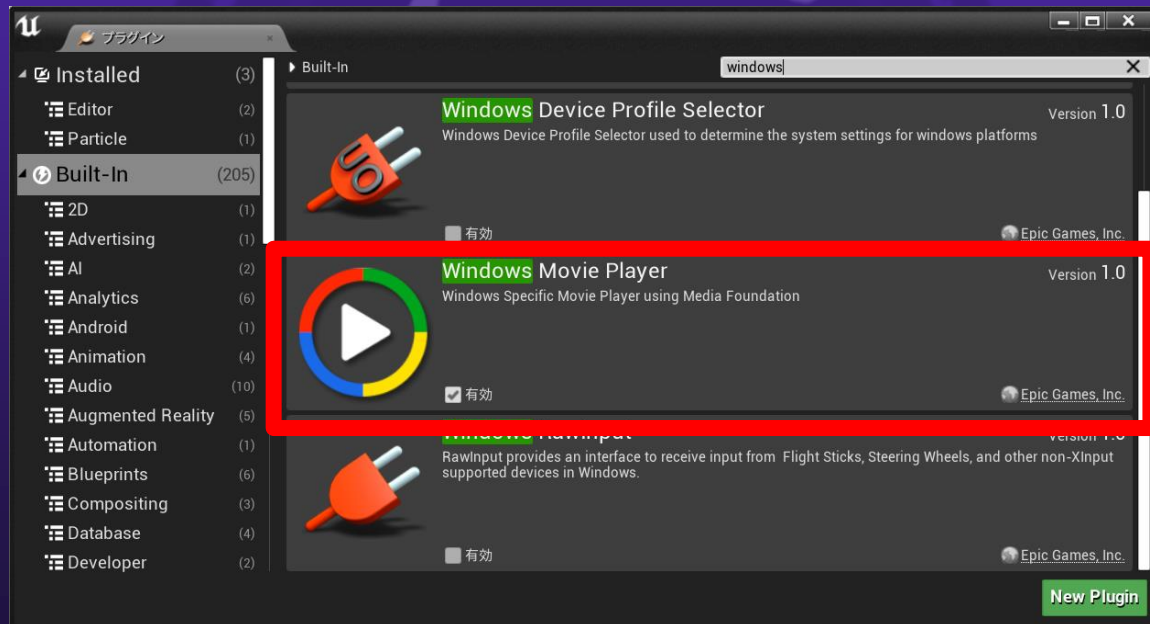 プラグイン
Installed (3)
Editor (2)
Particle (1)
Built-In (205)
2D (1)
Advertising (1)
AI (2)
Analytics (6)
Android (1)
Animation (4)
Audio (10)
Augmented Reality (5)
Automation (1)
Blueprints (6)
Compositing (3)
Database (4)
Developer (2)
Built-In
windows
Windows Device Profile Selector
Version 1.0
Windows Device Profile Selector used to determine the system settings for windows platforms
UO
有効
Epic Games, Inc.
Windows Movie Player
Version 1.0
Windows Specific Movie Player using Media Foundation
有効
Epic Games, Inc.
Windows RawInput
Version 1.0
RawInput provides an interface to receive input from Flight Sticks, Steering Wheels, and other non-XInput
supported devices in Windows.
有効
Epic Games, Inc.
New Plugin